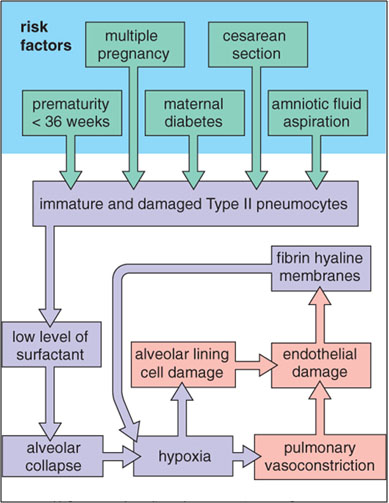 risk
factors
multiple
pregnancy
cesarean
section
prematurity
< 36 weeks
maternal
diabetes
amniotic fluid
aspiration
immature and damaged Type II pneumocytes
fibrin hyaline
membranes
low level of
surfactant
alveolar lining
cell damage
endothelial
damage
alveolar
collapse
hypoxia
pulmonary
vasoconstriction